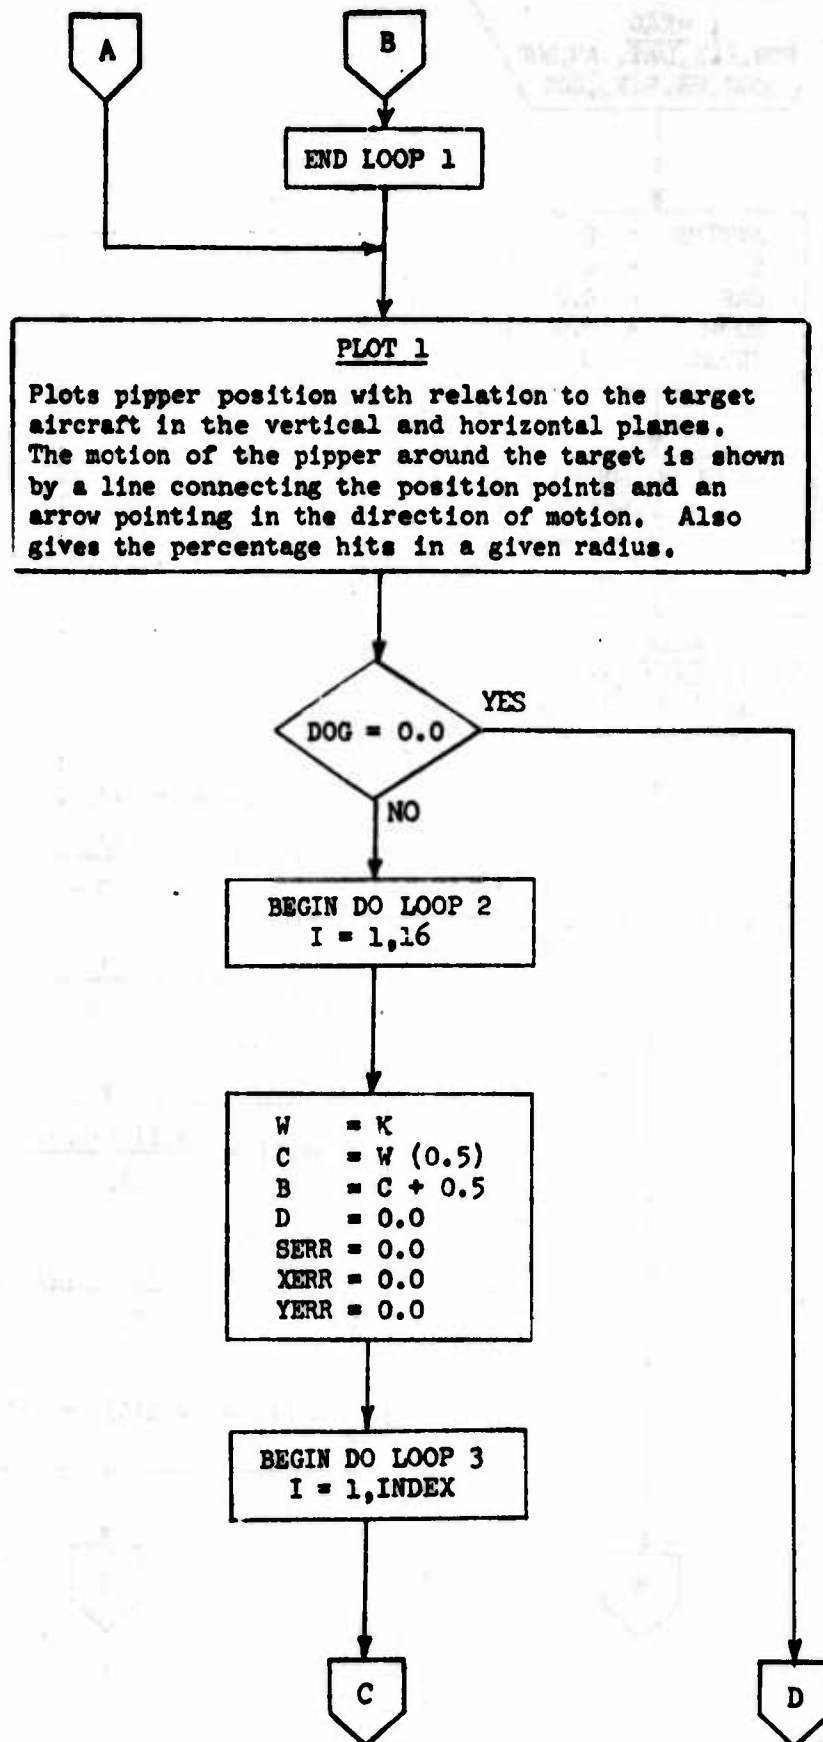 A
B
END LOOP 1
PLOT 1
Plots pipper position with relation to the target
aircraft in the vertical and horizontal planes.
The motion of the pipper around the target is shown
by a line connecting the position points and an
arrow pointing in the direction of motion. Also
gives the percentage hits in a given radius.
DOG = 0.0
YES
NO
BEGIN DO LOOP 2
I = 1,16
W = K
C = W (0.5)
B = C + 0.5
D = 0.0
SERR = 0.0
XERR = 0.0
YERR = 0.0
BEGIN DO LOOP 3
I = 1,INDEX
C
D